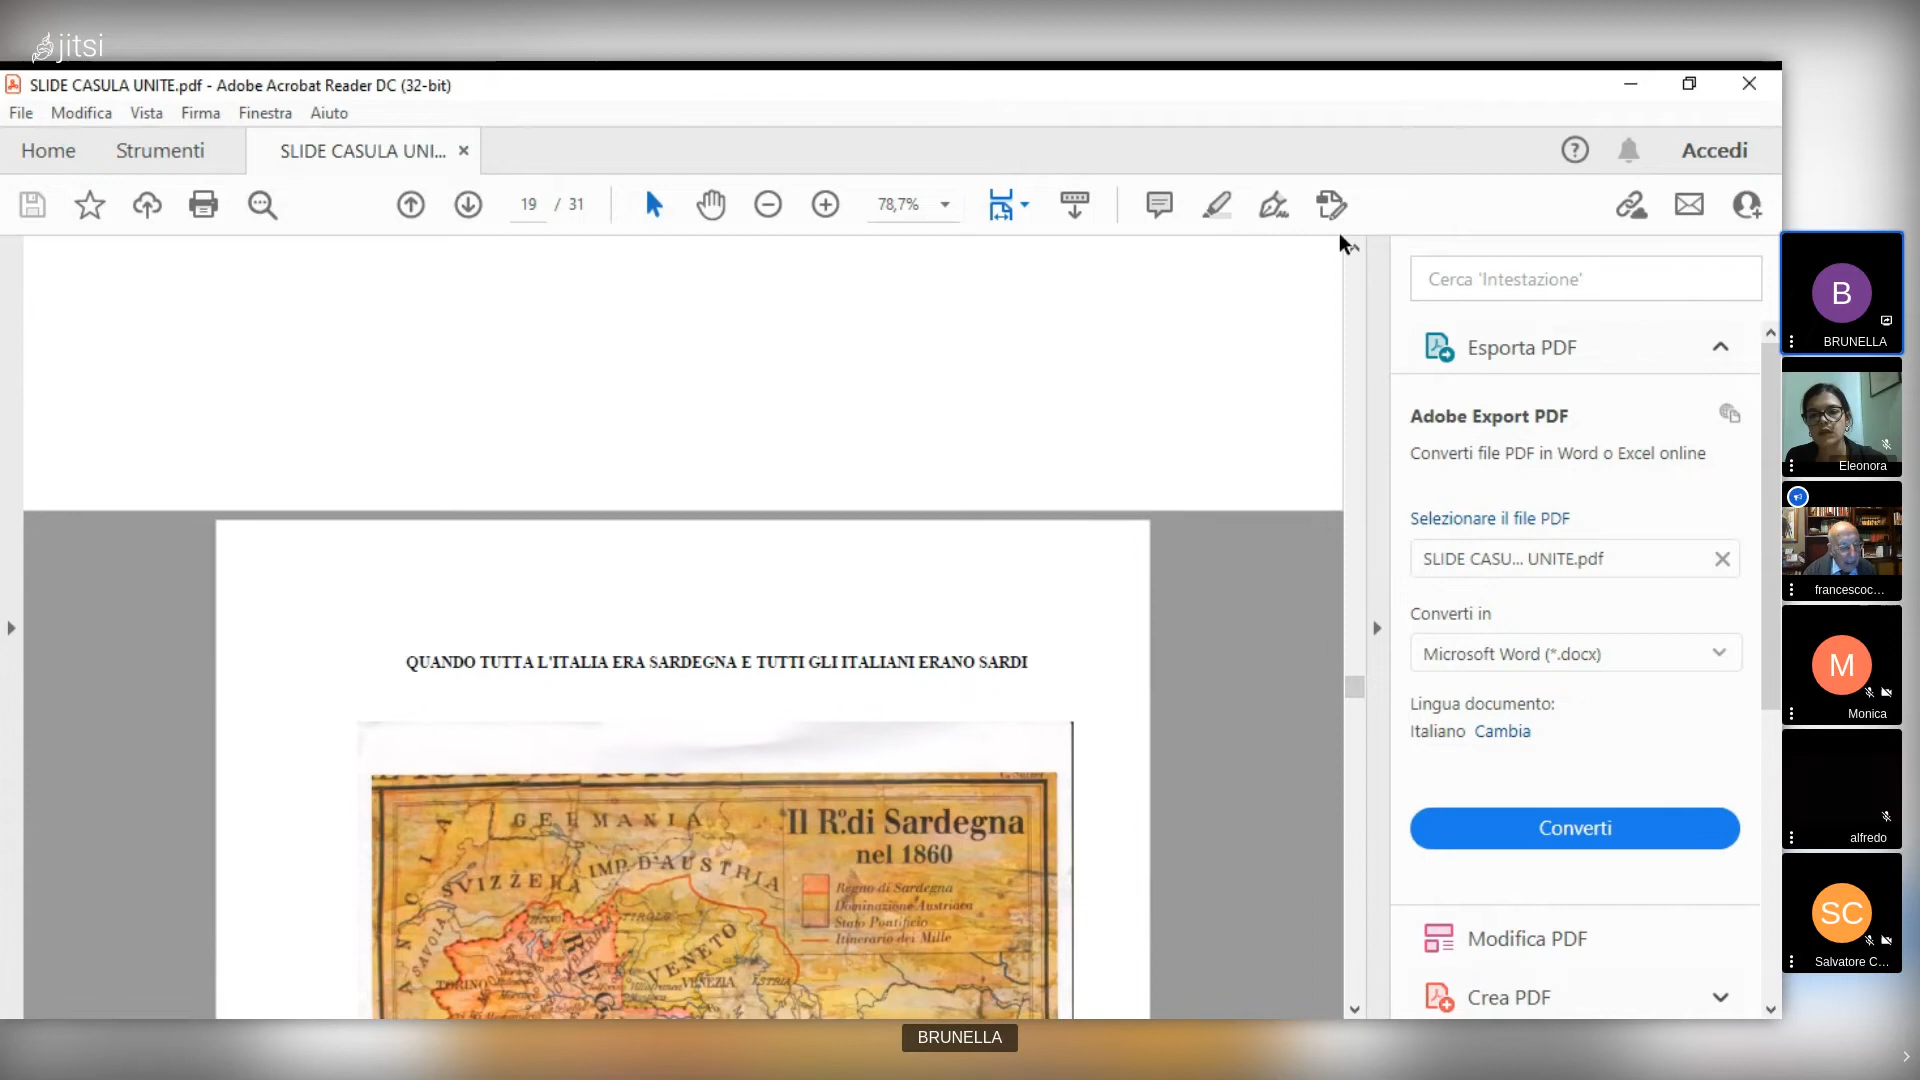 jitsi
SLIDE CASULA UNITE.pdf - Adobe Acrobat Reader DC (32-bit)
File Modifica Vista Firma Finestra Aiuto
Home Strumenti SLIDE CASULA UNI... × Accedi
19 / 31 78,7%
Cerca 'Intestazione'
Esporta PDF
Adobe Export PDF
Converti file PDF in Word o Excel online
Selezionare il file PDF
SLIDE CASU... UNITE.pdf
Converti in
Microsoft Word (*.docx)
Lingua documento:
Italiano Cambia
Converti
Modifica PDF
Crea PDF
QUANDO TUTTA L'ITALIA ERA SARDEGNA E TUTTI GLI ITALIANI ERANO SARDI
Il R.º di Sardegna
nel 1860
Regno di Sardegna
Dominazione Austriaca
Stato Pontificio
Itinerario dei Mille
GERMANIA
SVIZZERA
IMP. D'AUSTRIA
SAVOIA
TIROLO
VENETO
VENEZIA
TORINO
B
BRUNELLA
Eleonora
francescoc...
M
Monica
alfredo
SC
Salvatore C...
BRUNELLA